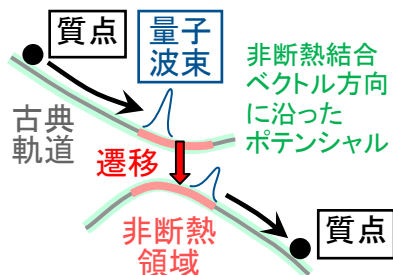 質点
量子
波束
非断熱結合
ベクトル方向
に沿った
ポテンシャル
古典
軌道
遷移
非断熱
領域
質点